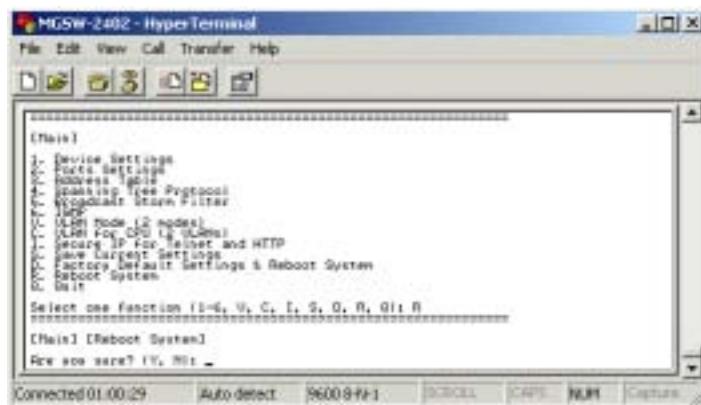 MGSW-2402 - HyperTerminal
File Edit View Call Transfer Help
[Main]
1. Device Settings
2. Ports Settings
3. Address Table
4. Spanning Tree Protocol
5. Broadcast Storm Filter
6. IGMP
V. VLAN Mode (2 modes)
C. VLAN for CPU (2 VLANs)
I. Secure IP for Telnet and HTTP
S. Save Current Settings
D. Factory Default Settings & Reboot System
R. Reboot System
Q. Quit
Select one function (1-6, V, C, I, S, D, R, Q): R
[Main] [Reboot System]
Are you sure? (Y, N): _
Connected 01:00:29 Auto detect 9600 8-N-1 SCROLL CAPS NUM Capture